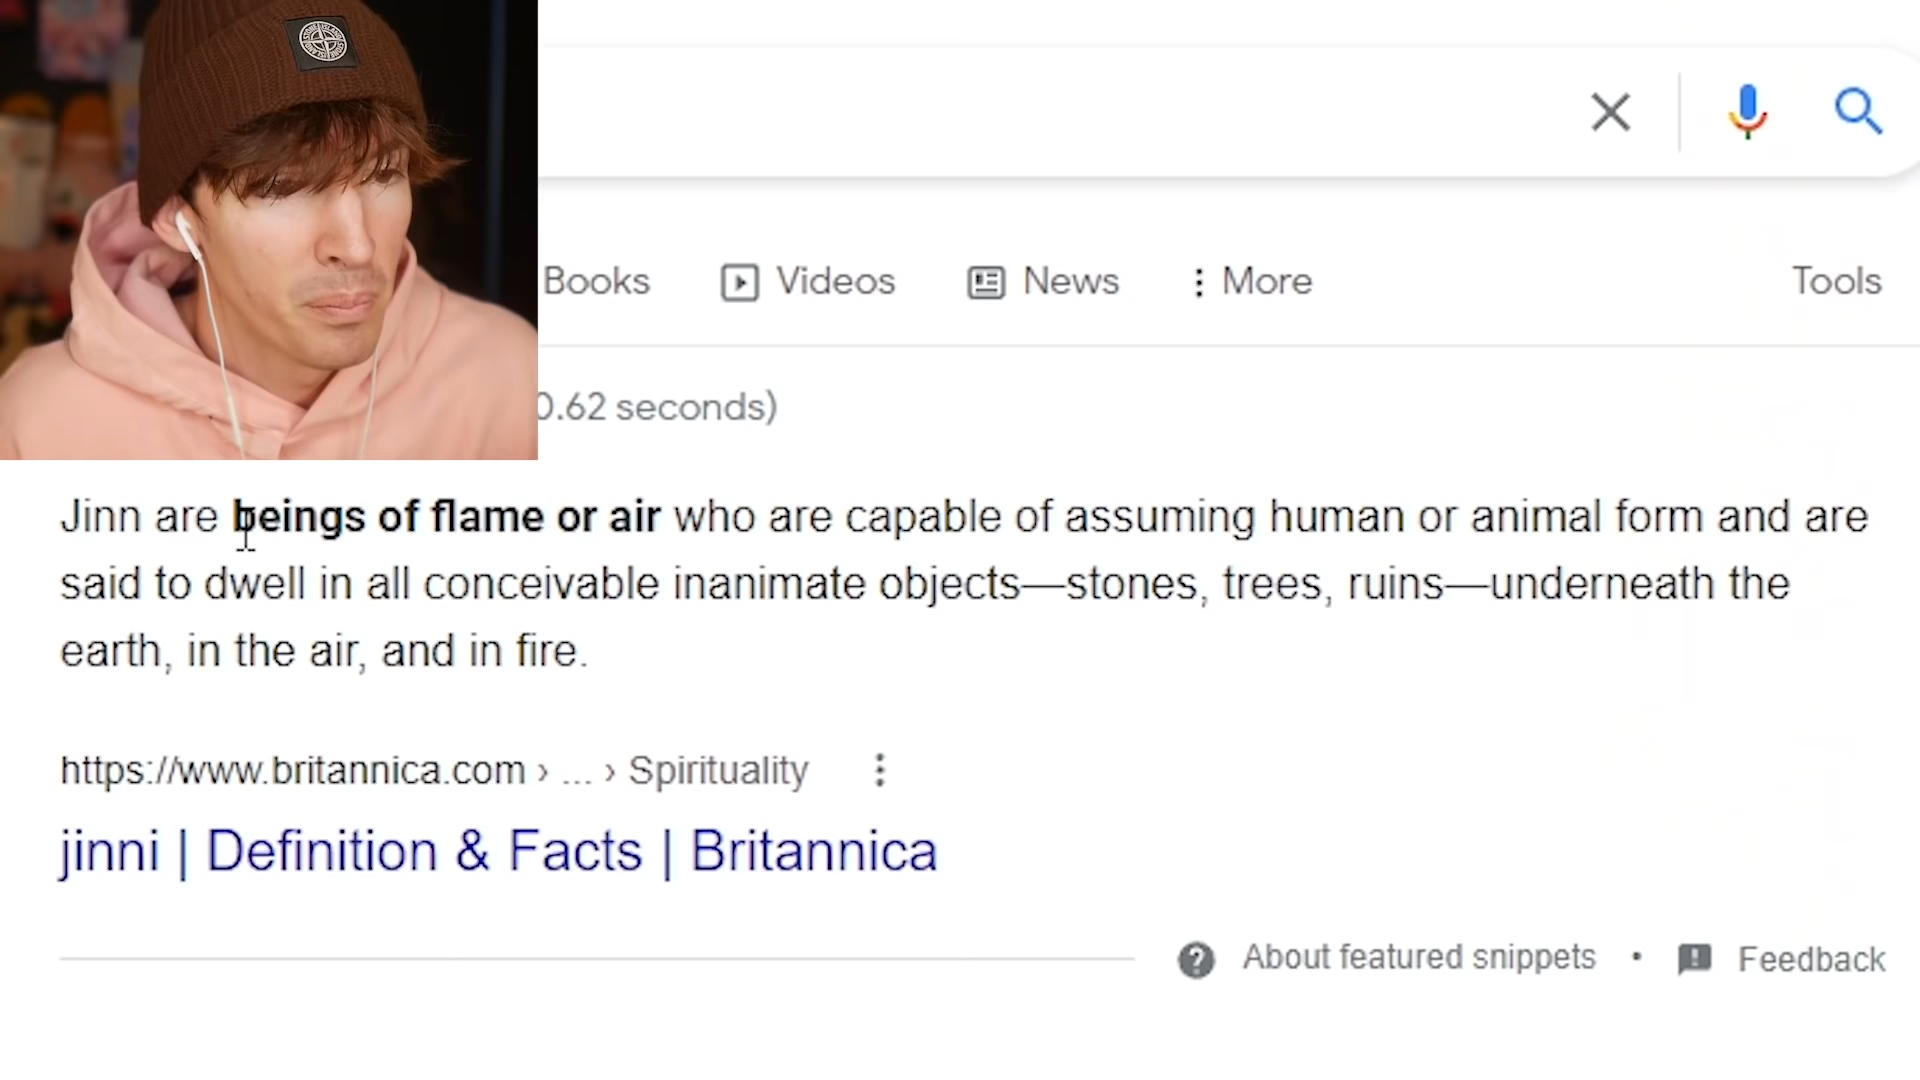 Books Videos News More Tools
0.62 seconds)
Jinn are beings of flame or air who are capable of assuming human or animal form and are
said to dwell in all conceivable inanimate objects—stones, trees, ruins—underneath the
earth, in the air, and in fire.
https://www.britannica.com › ... › Spirituality
jinni | Definition & Facts | Britannica
About featured snippets • Feedback